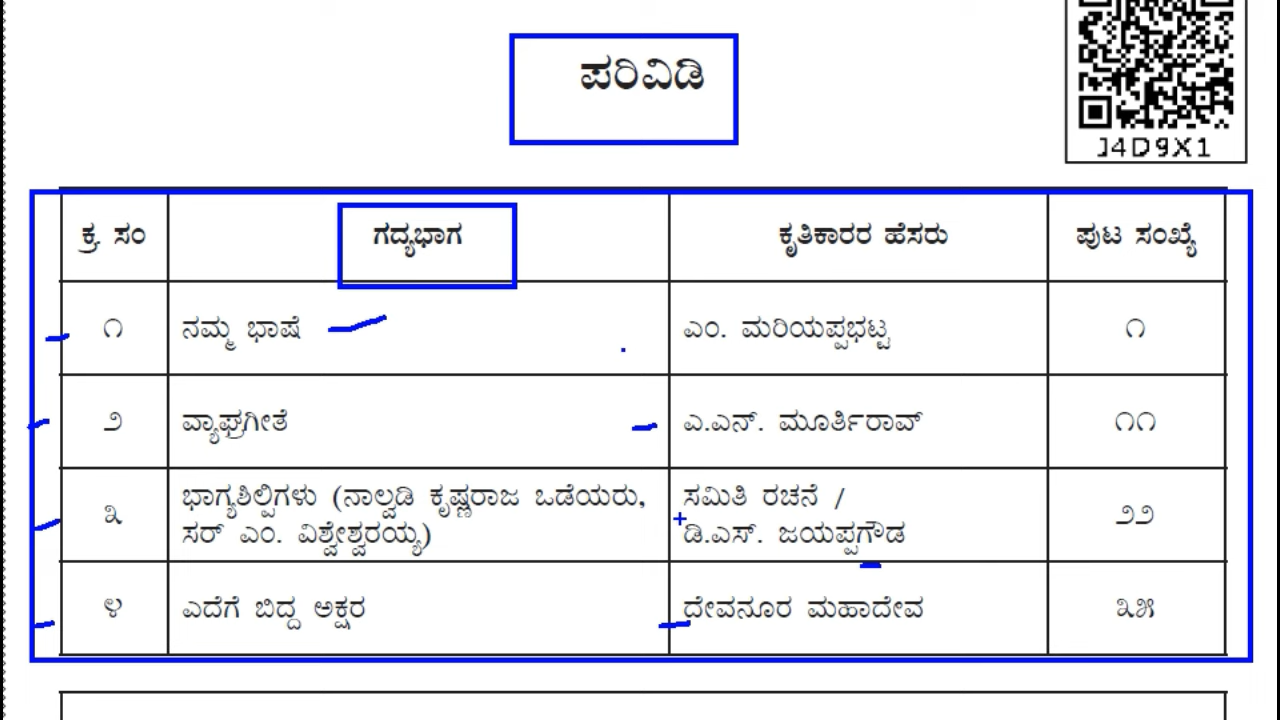 ಪರಿವಿಡಿ
J4D9X1
ಕ್ರ. ಸಂ ಗದ್ಯಭಾಗ ಕೃತಿಕಾರರ ಹೆಸರು ಪುಟ ಸಂಖ್ಯೆ
೧ ನಮ್ಮ ಭಾಷೆ ಎಂ. ಮರಿಯಪ್ಪಭಟ್ಟ ೧
೨ ವ್ಯಾಘ್ರಗೀತೆ ಎ.ಎನ್. ಮೂರ್ತಿರಾವ್ ೧೧
೩ ಭಾಗ್ಯಶಿಲ್ಪಿಗಳು (ನಾಲ್ವಡಿ ಕೃಷ್ಣರಾಜ ಒಡೆಯರು, ಸಮಿತಿ ರಚನೆ / ೨೨
ಸರ್ ಎಂ. ವಿಶ್ವೇಶ್ವರಯ್ಯ) ಡಿ.ಎಸ್. ಜಯಪ್ಪಗೌಡ
೪ ಎದೆಗೆ ಬಿದ್ದ ಅಕ್ಷರ ದೇವನೂರ ಮಹಾದೇವ ೩೫